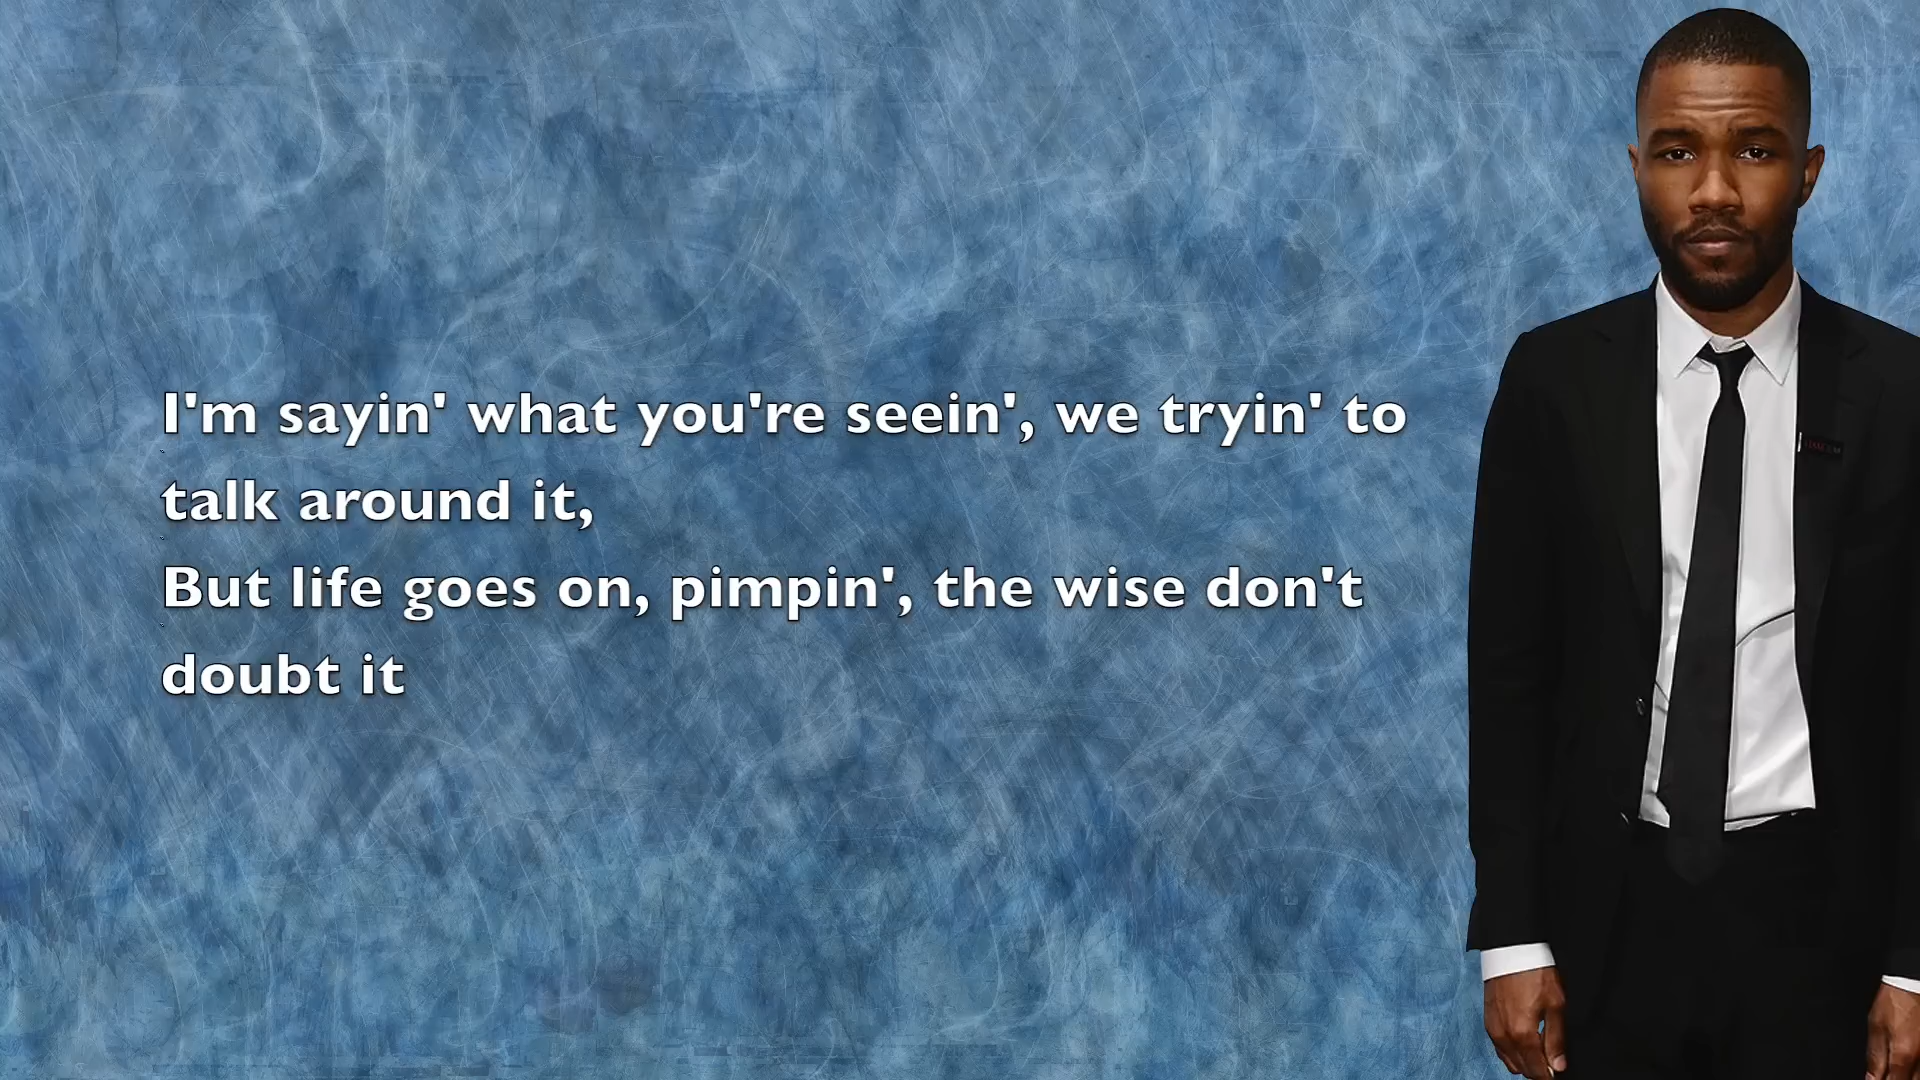 I'm sayin' what you're seein', we tryin' to
talk around it,
But life goes on, pimpin', the wise don't
doubt it